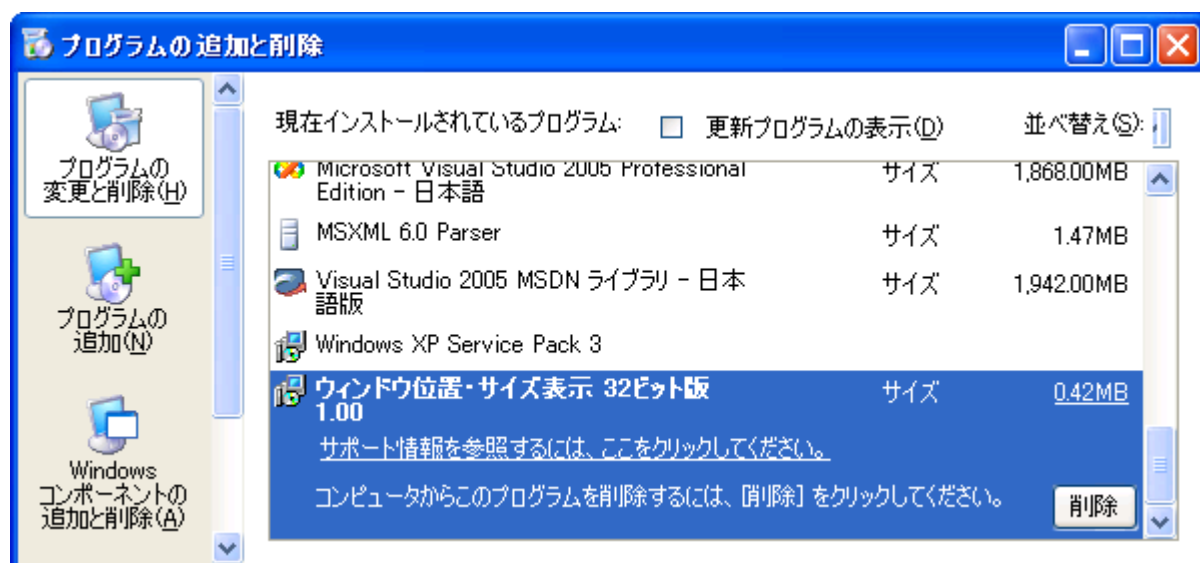 プログラムの追加と削除
プログラムの
変更と削除(H)
プログラムの
追加(N)
Windows
コンポーネントの
追加と削除(A)
現在インストールされているプログラム:
更新プログラムの表示(D)
並べ替え(S):
Microsoft Visual Studio 2005 Professional サイズ 1,868.00MB
Edition - 日本語
MSXML 6.0 Parser サイズ 1.47MB
Visual Studio 2005 MSDN ライブラリ - 日本 サイズ 1,942.00MB
語版
Windows XP Service Pack 3
ウィンドウ位置・サイズ表示 32ビット版 サイズ 0.42MB
1.00
サポート情報を参照するには、ここをクリックしてください。
コンピュータからこのプログラムを削除するには、[削除] をクリックしてください。
削除